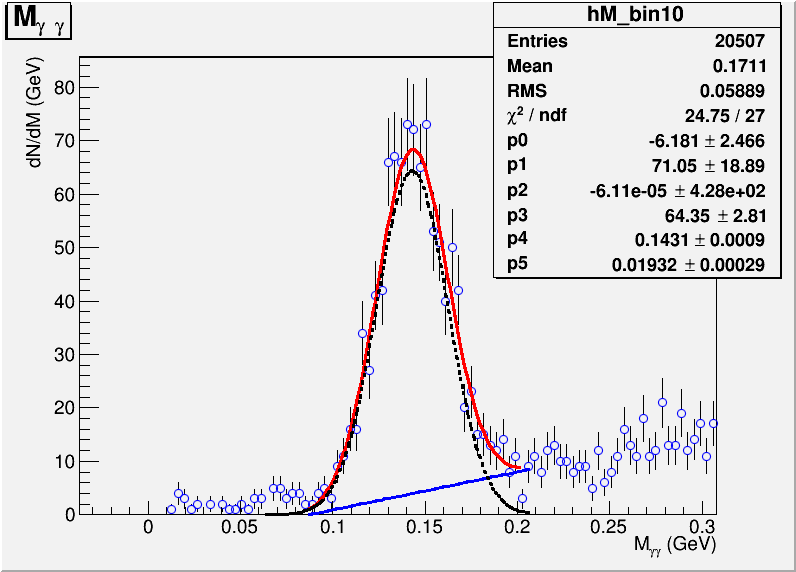 Mγ γ
hM_bin10
Entries 20507
Mean 0.1711
RMS 0.05889
χ² / ndf 24.75 / 27
p0 -6.181 ± 2.466
p1 71.05 ± 18.89
p2 -6.11e-05 ± 4.28e+02
p3 64.35 ± 2.81
p4 0.1431 ± 0.0009
p5 0.01932 ± 0.00029
dN/dM (GeV)
80
70
60
50
40
30
20
10
0
0 0.05 0.1 0.15 0.2 0.25 0.3
Mγγ (GeV)